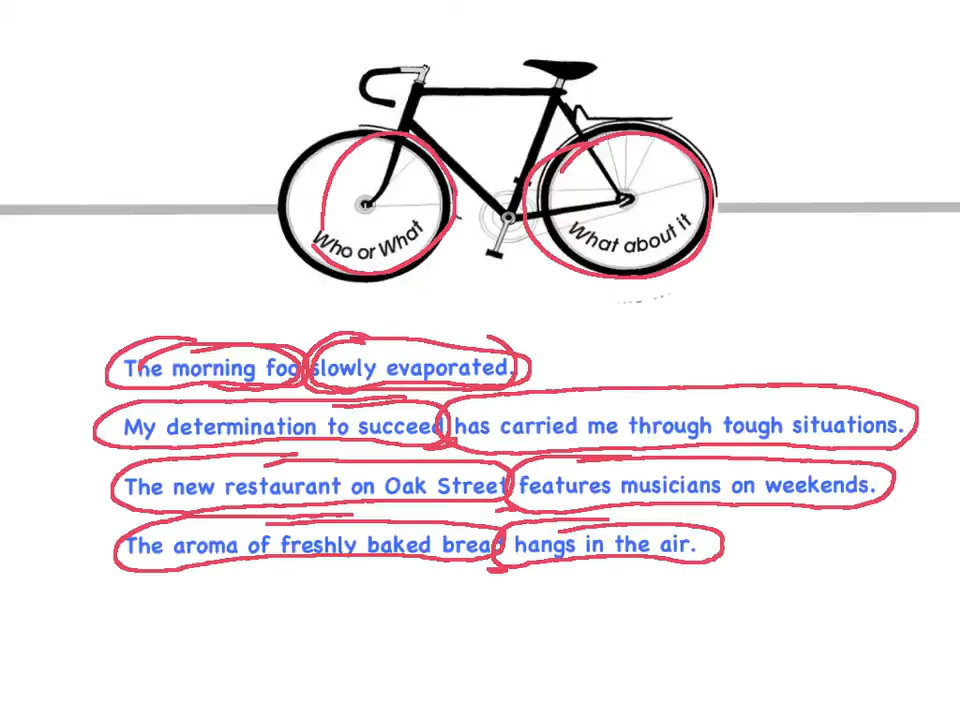 Who or What
What about it
The morning fog slowly evaporated.
My determination to succeed has carried me through tough situations.
The new restaurant on Oak Street features musicians on weekends.
The aroma of freshly baked bread hangs in the air.